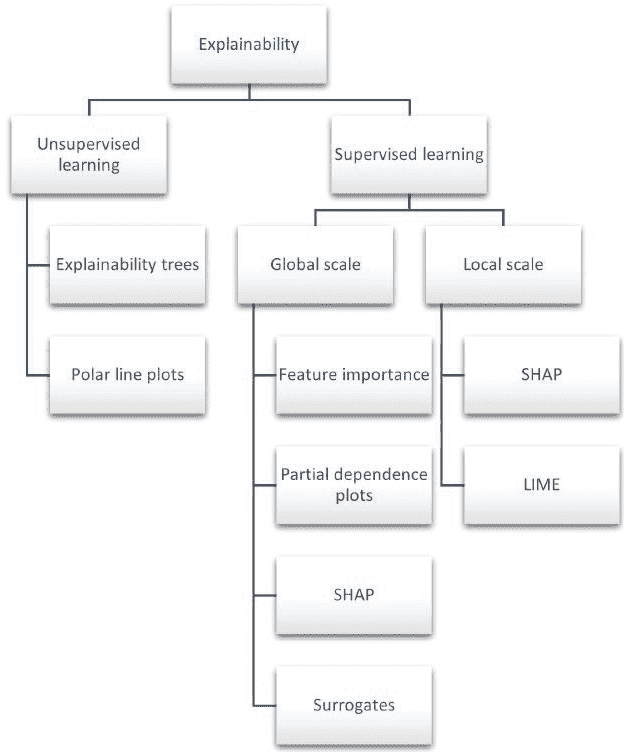 Explainability
Unsupervised
learning
Supervised learning
Explainability trees
Global scale
Local scale
Polar line plots
Feature importance
SHAP
Partial dependence
plots
LIME
SHAP
Surrogates